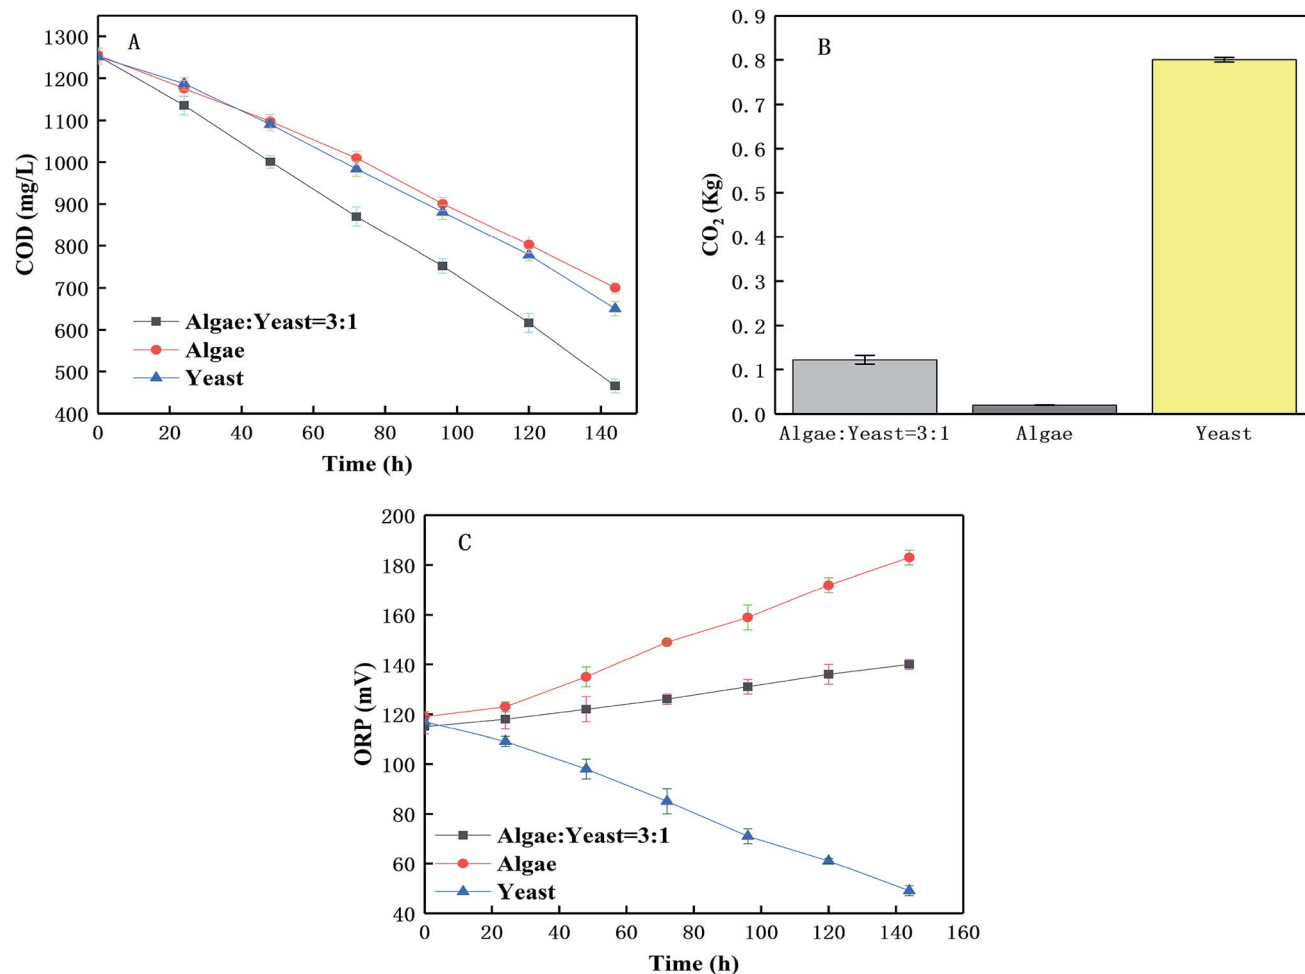 A
1300
1200
1100
1000
900
800
700
600
500
400
COD (mg/L)
Algae:Yeast=3:1
Algae
Yeast
0 20 40 60 80 100 120 140
Time (h)
B
0.9
0.8
0.7
0.6
0.5
0.4
0.3
0.2
0.1
0.0
CO₂ (Kg)
Algae:Yeast=3:1 Algae Yeast
C
200
180
160
140
120
100
80
60
40
ORP (mV)
Algae:Yeast=3:1
Algae
Yeast
0 20 40 60 80 100 120 140 160
Time (h)